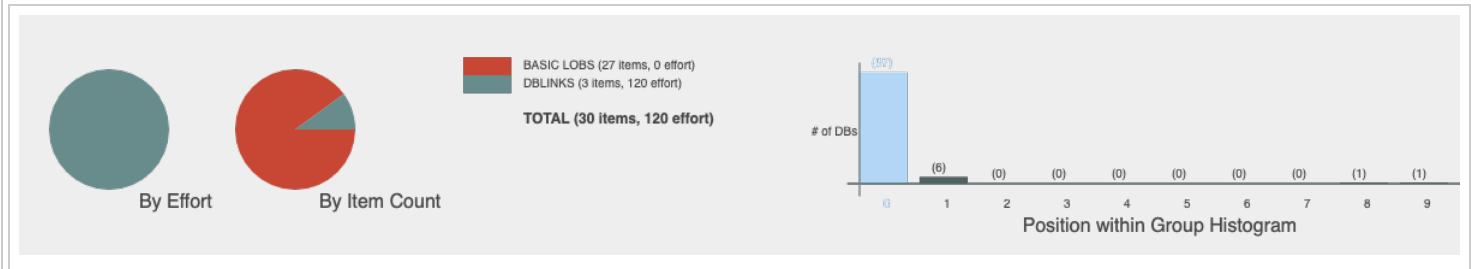 BASIC LOBS (27 items, 0 effort)
DBLINKS (3 items, 120 effort)
TOTAL (30 items, 120 effort)
By Effort
By Item Count
# of DBs
(6) (0) (0) (0) (0) (0) (0) (1) (1)
0 1 2 3 4 5 6 7 8 9
Position within Group Histogram